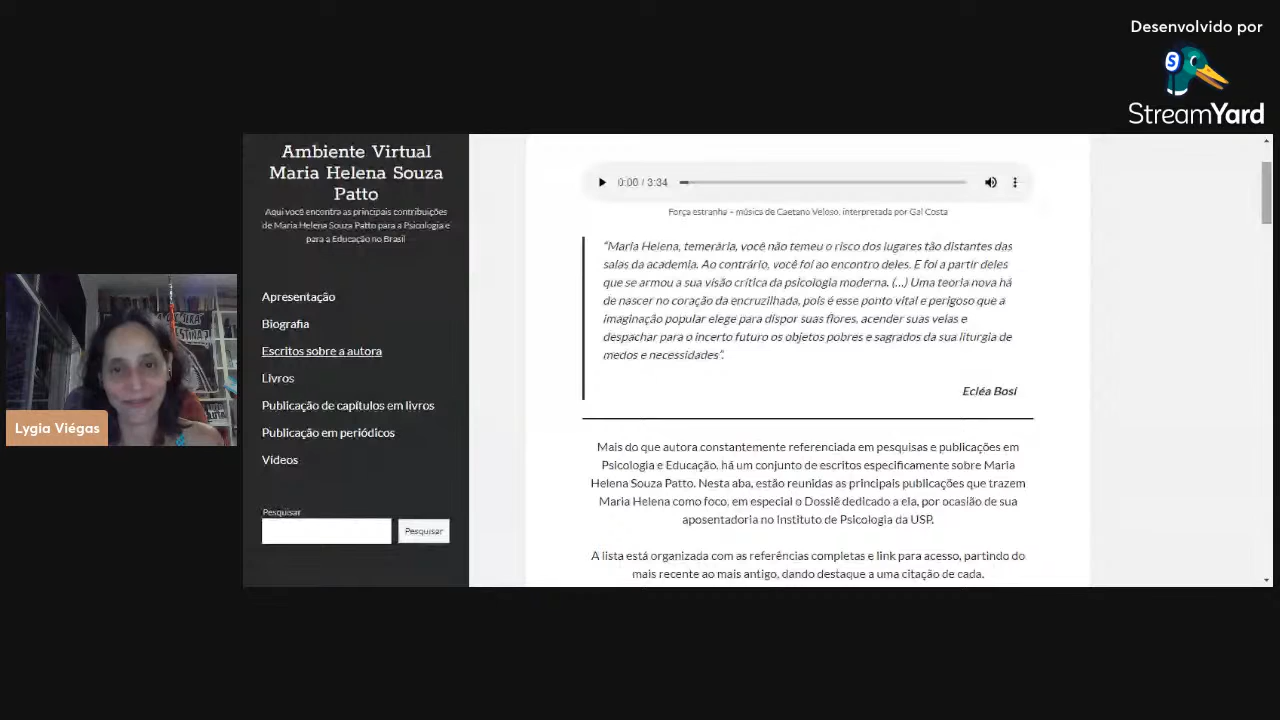 Desenvolvido por
StreamYard
Ambiente Virtual
Maria Helena Souza
Patto
Aqui você encontra as principais contribuições
de Maria Helena Souza Patto para a Psicologia e
para a Educação no Brasil
Apresentação
Biografia
Escritos sobre a autora
Livros
Publicação de capítulos em livros
Publicação em periódicos
Vídeos
Pesquisar
Pesquisar
0:00 / 3:34
Força estranha – música de Caetano Veloso, interpretada por Gal Costa
“Maria Helena, temerária, você não temeu o risco dos lugares tão distantes das
salas da academia. Ao contrário, você foi ao encontro deles. E foi a partir deles
que se armou a sua visão crítica da psicologia moderna. (…) Uma teoria nova há
de nascer no coração da encruzilhada, pois é esse ponto vital e perigoso que a
imaginação popular elege para dispor suas flores, acender suas velas e
despachar para o incerto futuro os objetos pobres e sagrados da sua liturgia de
medos e necessidades”.
Ecléa Bosi
Mais do que autora constantemente referenciada em pesquisas e publicações em
Psicologia e Educação, há um conjunto de escritos especificamente sobre Maria
Helena Souza Patto. Nesta aba, estão reunidas as principais publicações que trazem
Maria Helena como foco, em especial o Dossiê dedicado a ela, por ocasião de sua
aposentadoria no Instituto de Psicologia da USP.
A lista está organizada com as referências completas e link para acesso, partindo do
mais recente ao mais antigo, dando destaque a uma citação de cada.
Lygia Viégas